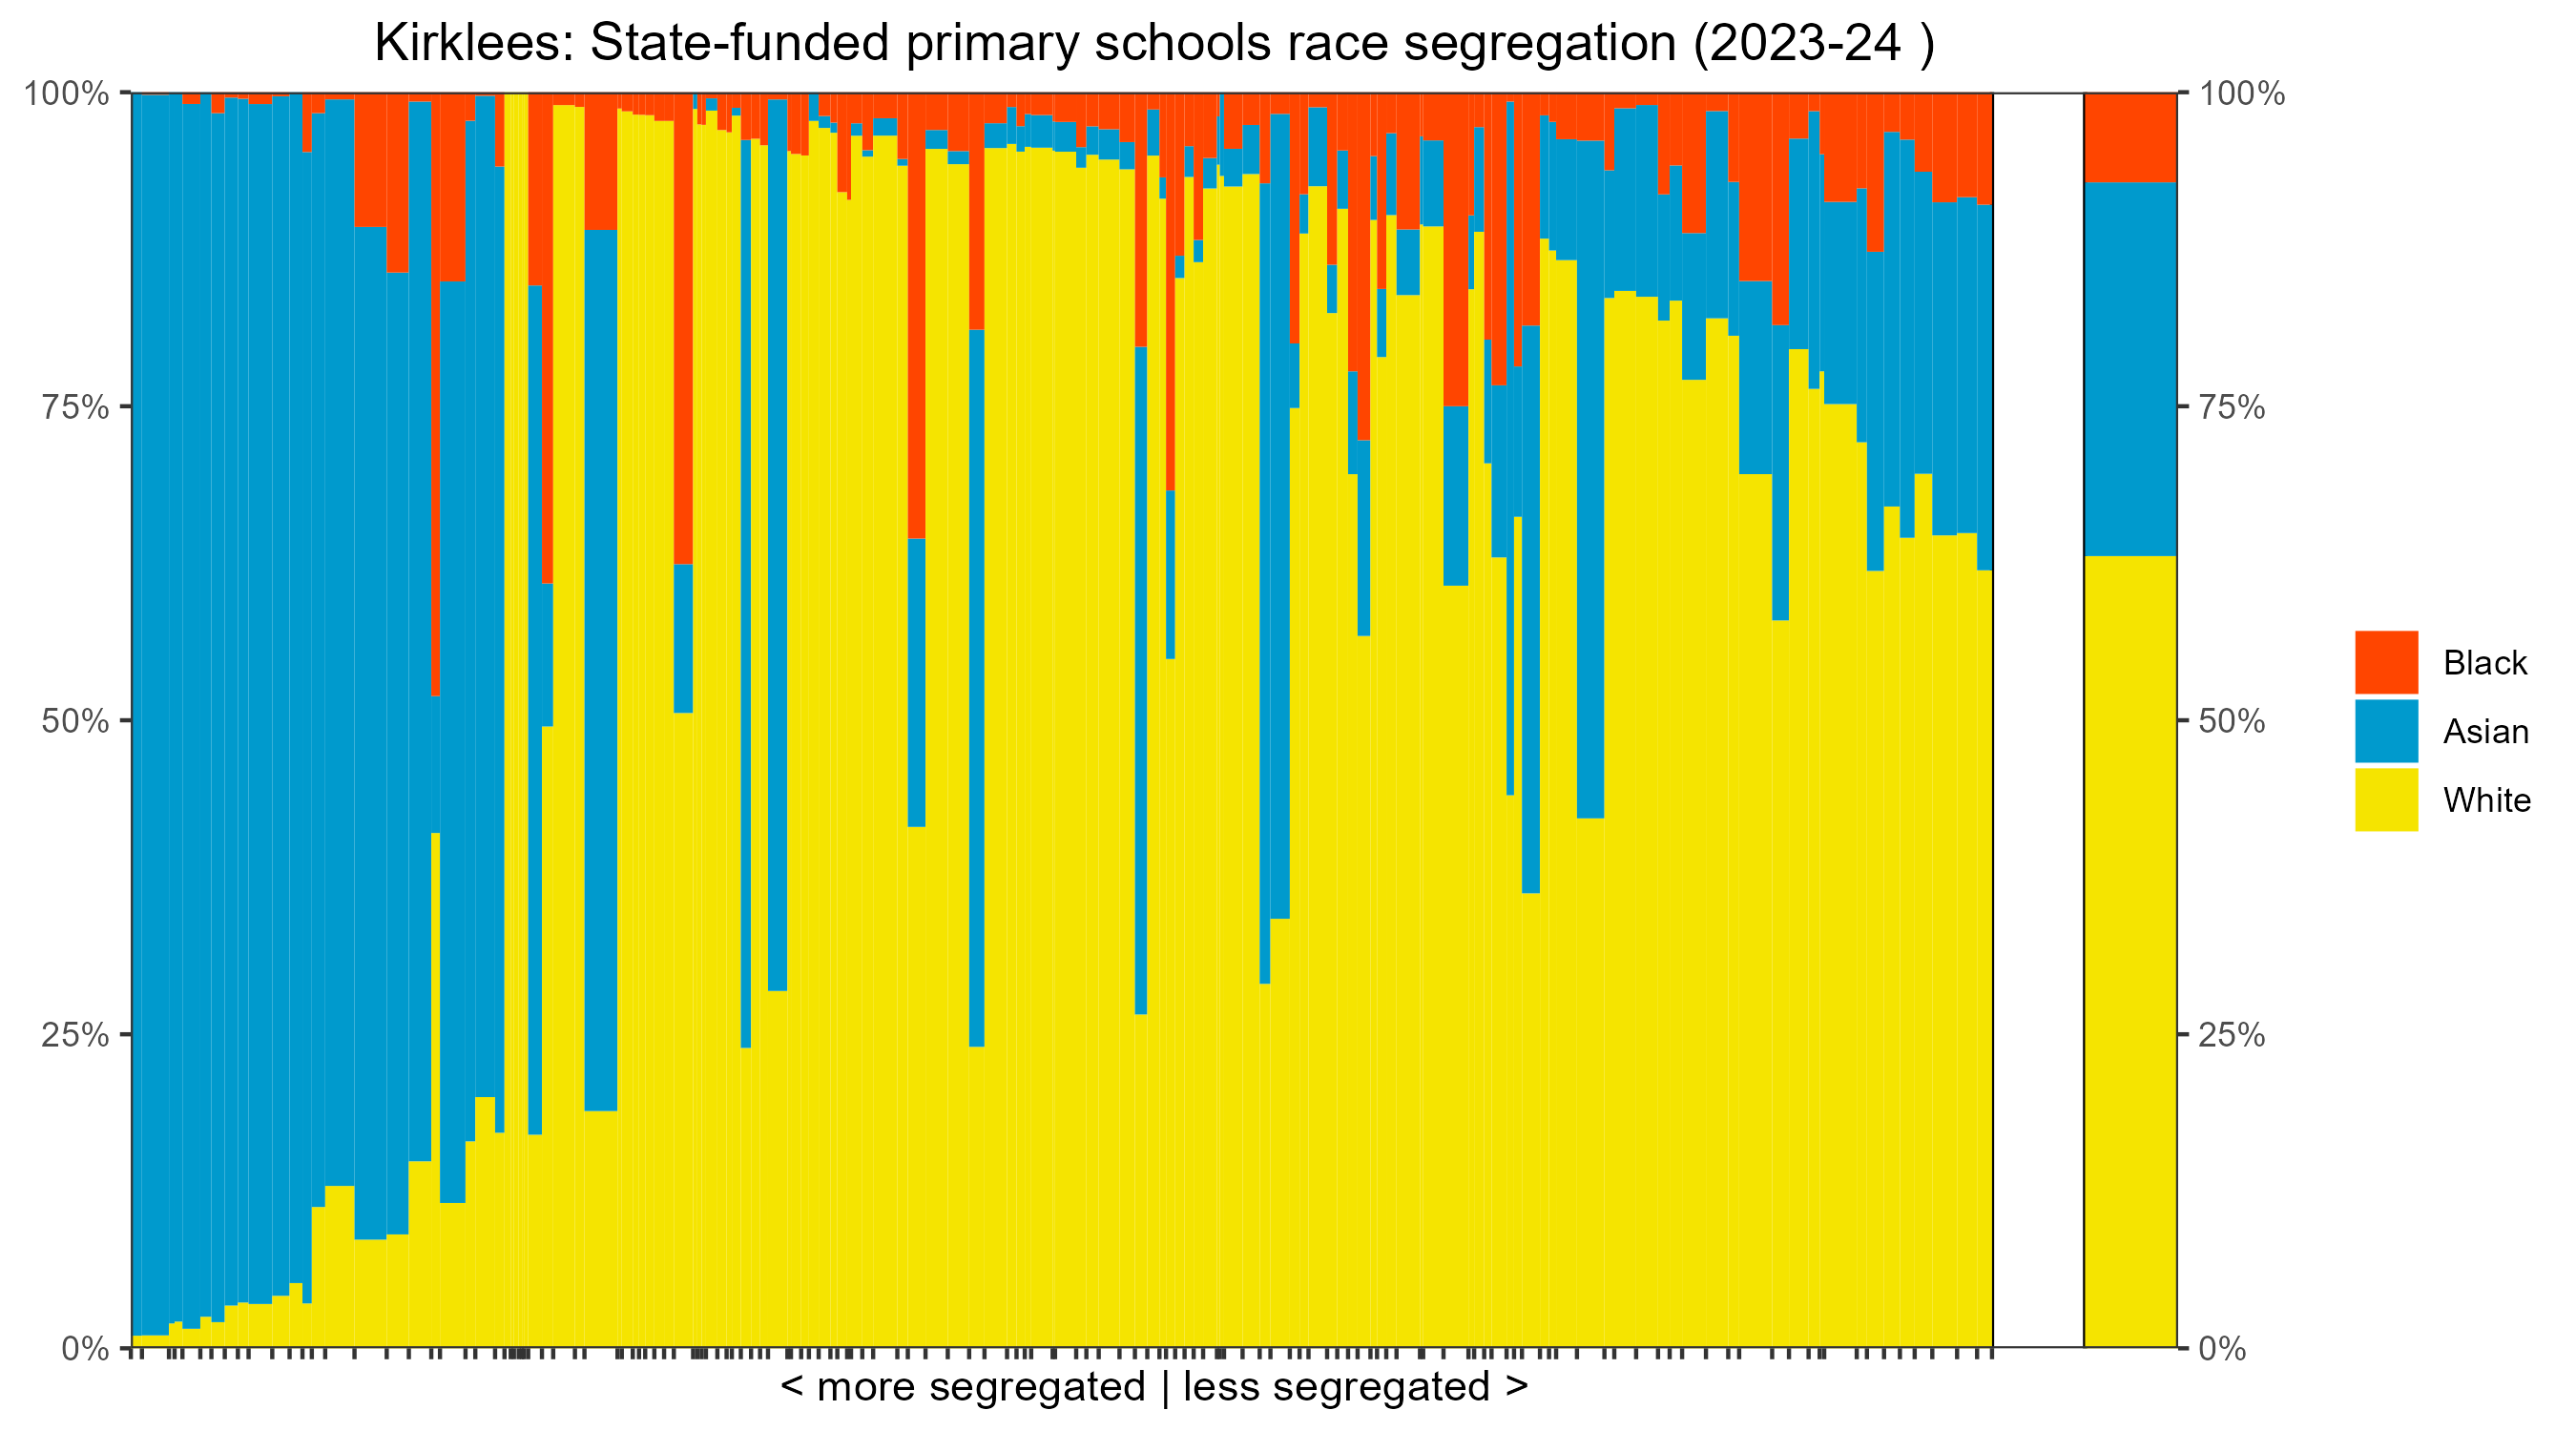 Kirklees: State-funded primary schools race segregation (2023-24 )
100%
75%
50%
25%
0%
100%
75%
50%
25%
0%
Black
Asian
White
< more segregated | less segregated >